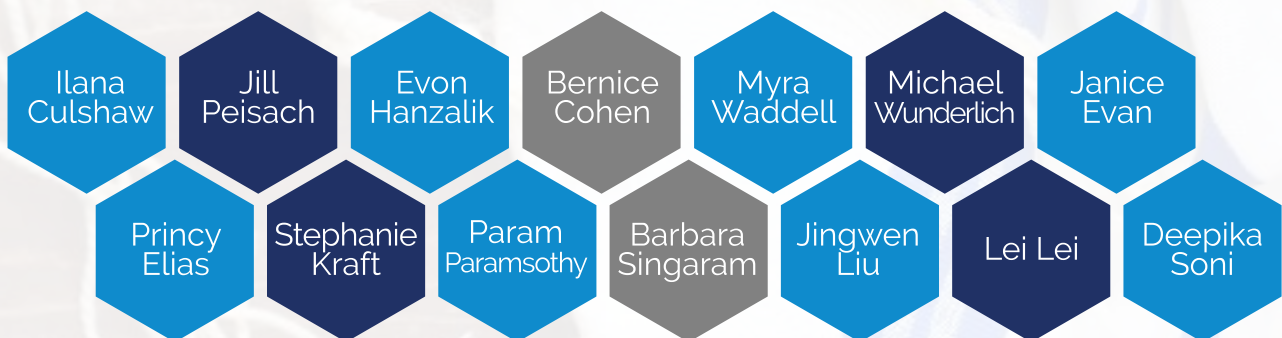 Ilana
Culshaw
Jill
Peisach
Evon
Hanzalik
Bernice
Cohen
Myra
Waddell
Michael
Wunderlich
Janice
Evan
Princy
Elias
Stephanie
Kraft
Param
Paramsothy
Barbara
Singaram
Jingwen
Liu
Lei Lei
Deepika
Soni